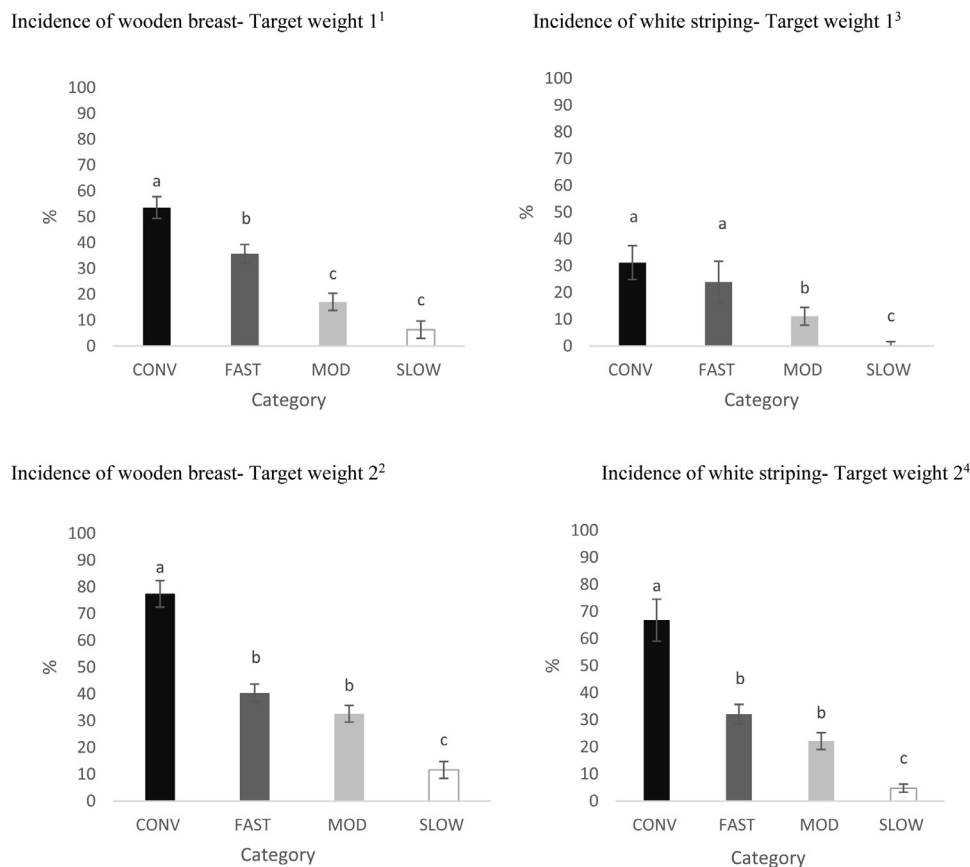 Incidence of wooden breast- Target weight 1¹
100
90
80
70
60
50
40
30
20
10
0
%
a
b
c
c
CONV FAST MOD SLOW
Category
Incidence of white striping- Target weight 1³
100
90
80
70
60
50
40
30
20
10
0
%
a
a
b
c
CONV FAST MOD SLOW
Category
Incidence of wooden breast- Target weight 2²
100
90
80
70
60
50
40
30
20
10
0
%
a
b
b
c
CONV FAST MOD SLOW
Category
Incidence of white striping- Target weight 2⁴
100
90
80
70
60
50
40
30
20
10
0
%
a
b
b
c
CONV FAST MOD SLOW
Category